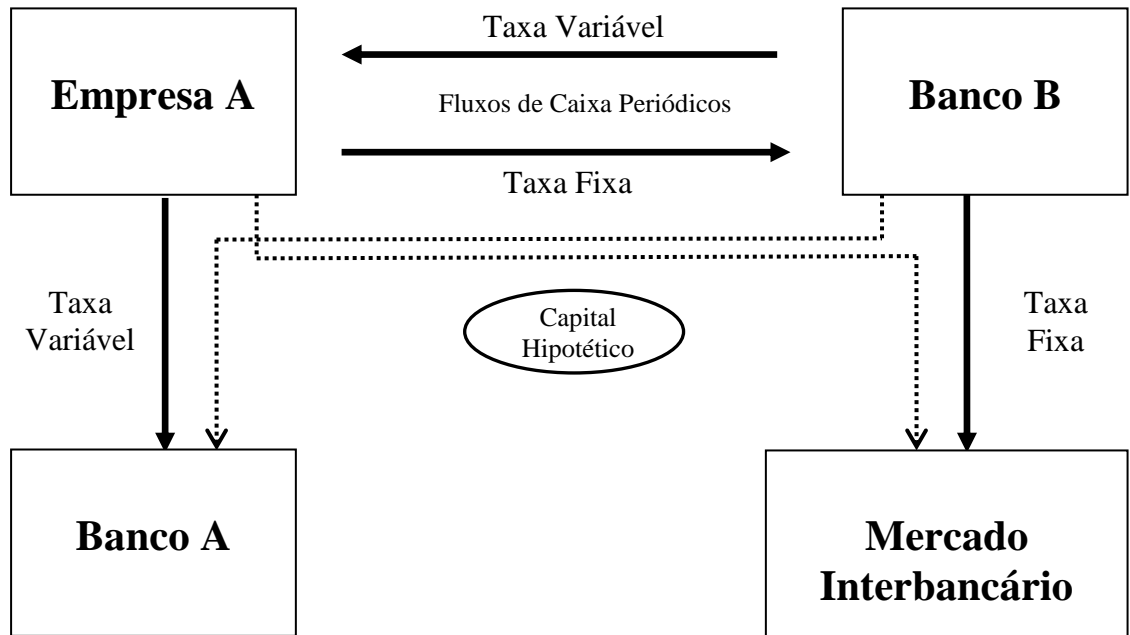 Taxa Variável
Empresa A
Fluxos de Caixa Periódicos
Banco B
Taxa Fixa
Taxa
Variável
Capital
Hipotético
Taxa
Fixa
Banco A
Mercado
Interbancário